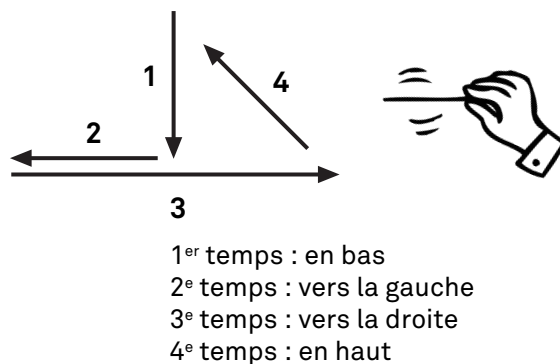 1
4
2
3
1er temps : en bas
2e temps : vers la gauche
3e temps : vers la droite
4e temps : en haut